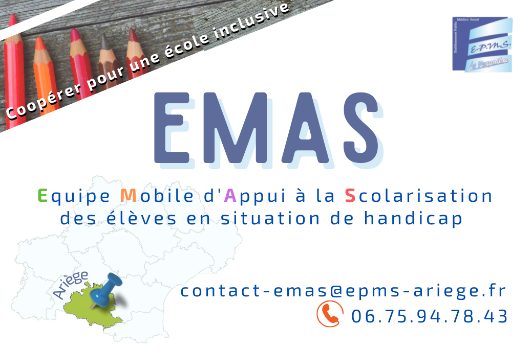 Coopérer pour une école inclusive
E.P.M.S.
EMAS
Equipe Mobile d'Appui à la Scolarisation
des élèves en situation de handicap
Ariège
contact-emas@epms-ariege.fr
06.75.94.78.43